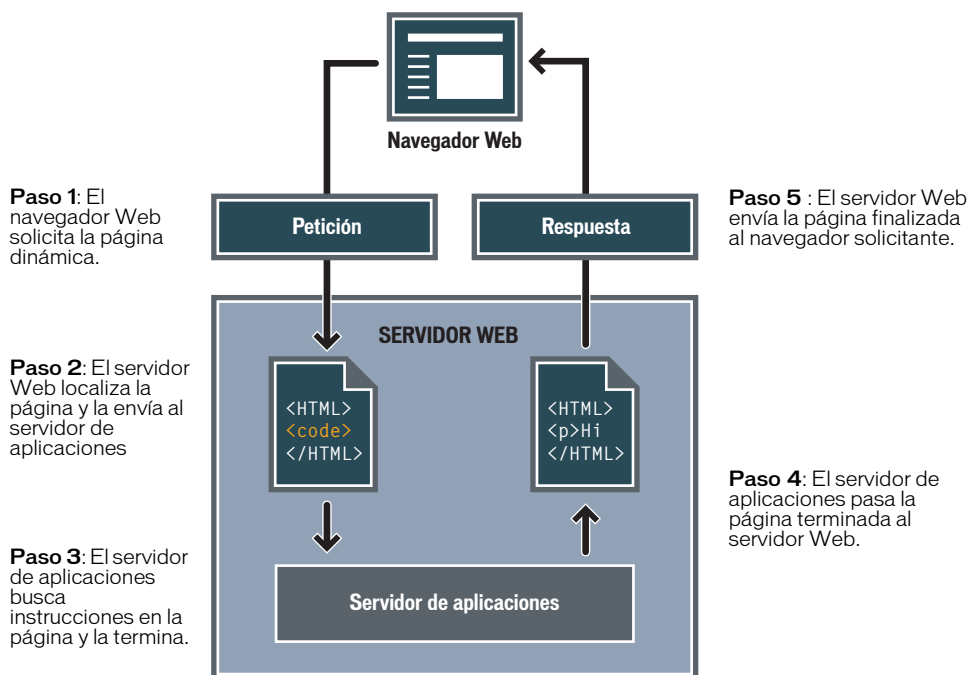 Navegador Web
Paso 1: El
navegador Web
solicita la página
dinámica.
Petición
Respuesta
Paso 5 : El servidor Web
envía la página finalizada
al navegador solicitante.
SERVIDOR WEB
Paso 2: El servidor
Web localiza la
página y la envía al
servidor de
aplicaciones
<HTML>
<code>
</HTML>
<HTML>
<p>Hi
</HTML>
Paso 4: El servidor de
aplicaciones pasa la
página terminada al
servidor Web.
Paso 3: El servidor
de aplicaciones
busca
instrucciones en la
página y la termina.
Servidor de aplicaciones